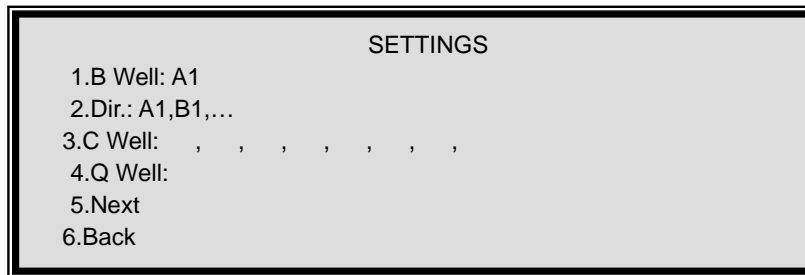 SETTINGS
1.B Well: A1
2.Dir.: A1,B1,…
3.C Well: , , , , , , ,
4.Q Well:
5.Next
6.Back